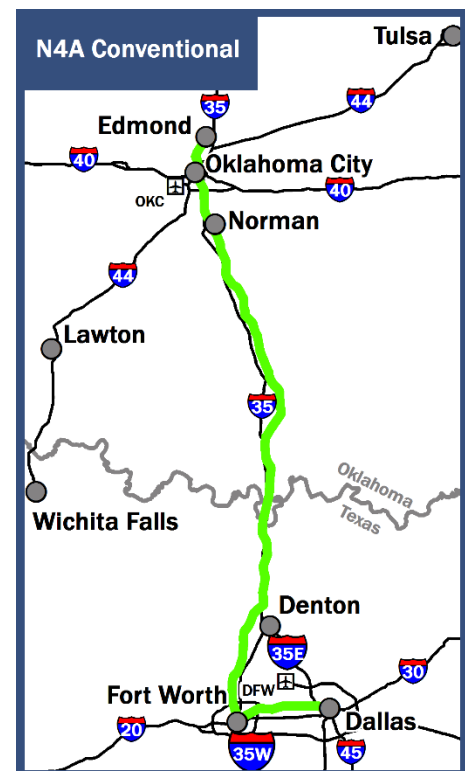 N4A Conventional
Tulsa
35
44
Edmond
40
Oklahoma City
OKC
40
Norman
44
Lawton
35
Oklahoma
Texas
Wichita Falls
Denton
35E
30
DFW
Fort Worth
Dallas
20
35W
45